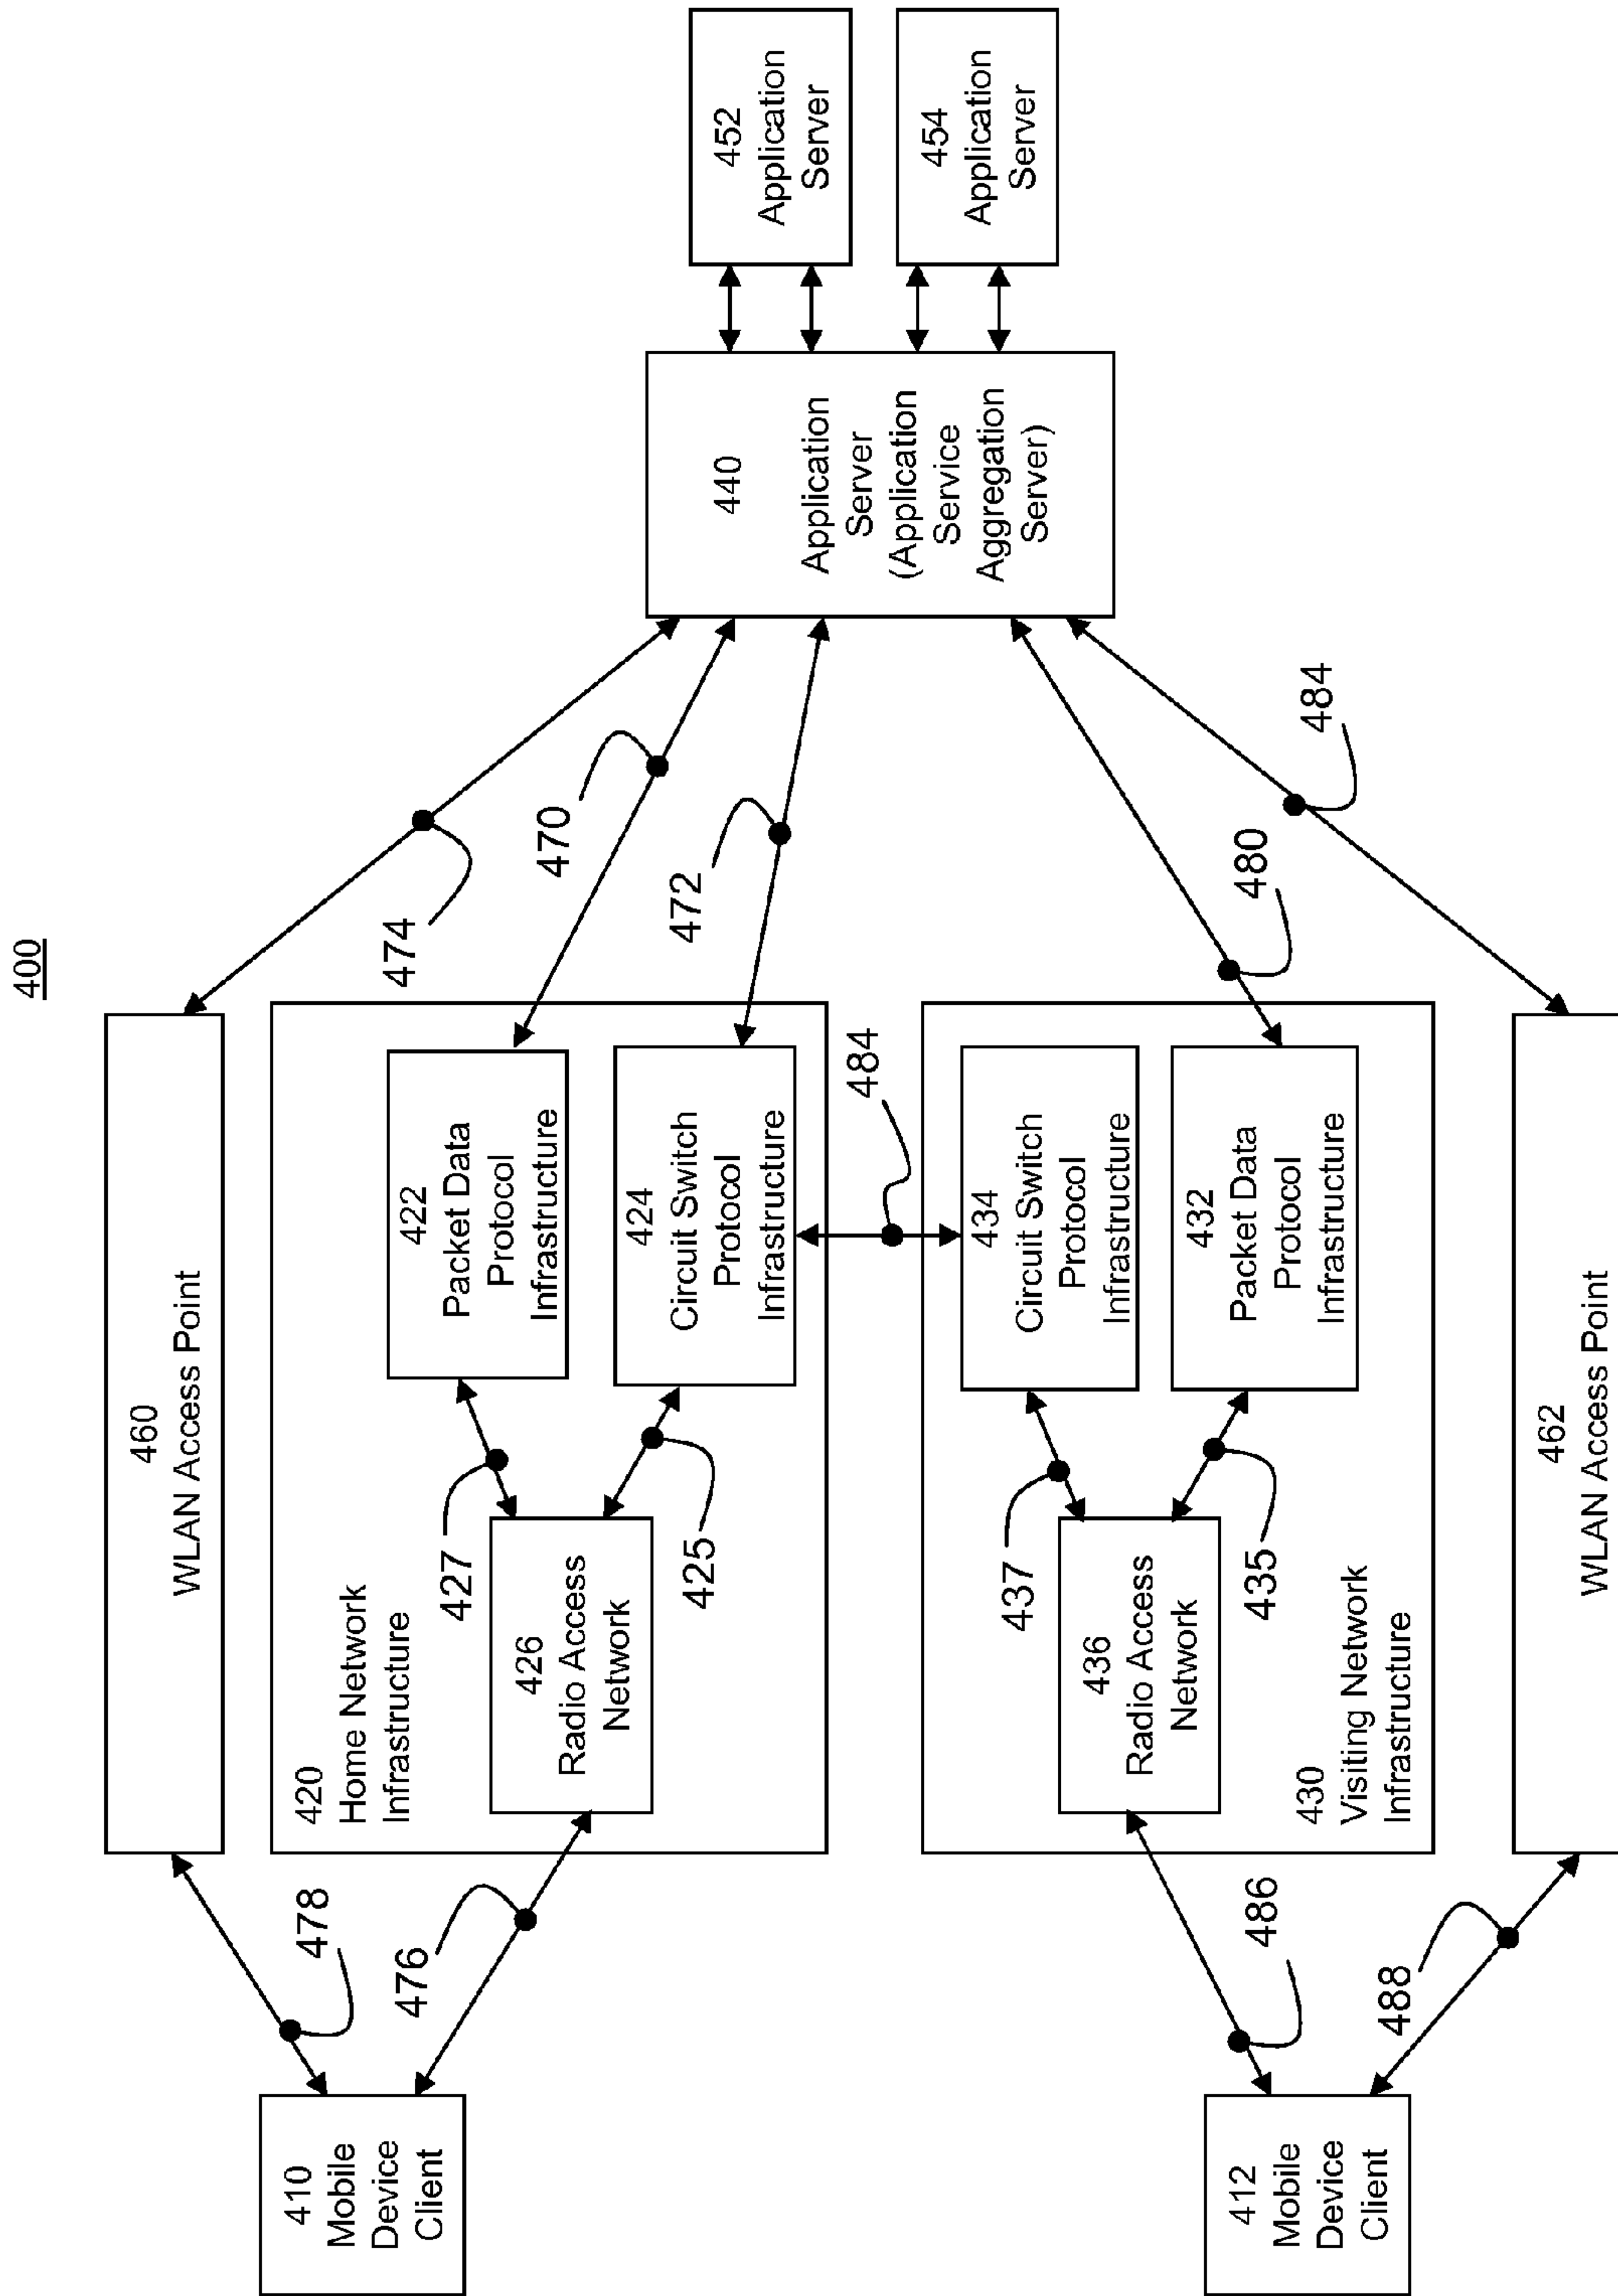 400
460
WLAN Access Point
478
474
410
Mobile
Device
Client
476
420
Home Network
Infrastructure
427
426
Radio Access
Network
425
422
Packet Data
Protocol
Infrastructure
424
Circuit Switch
Protocol
Infrastructure
470
472
440
Application
Server
(Application
Service
Aggregation
Server)
452
Application
Server
454
Application
Server
484
437
436
Radio Access
Network
435
434
Circuit Switch
Protocol
Infrastructure
432
Packet Data
Protocol
Infrastructure
430
Visiting Network
Infrastructure
480
484
412
Mobile
Device
Client
486
488
462
WLAN Access Point